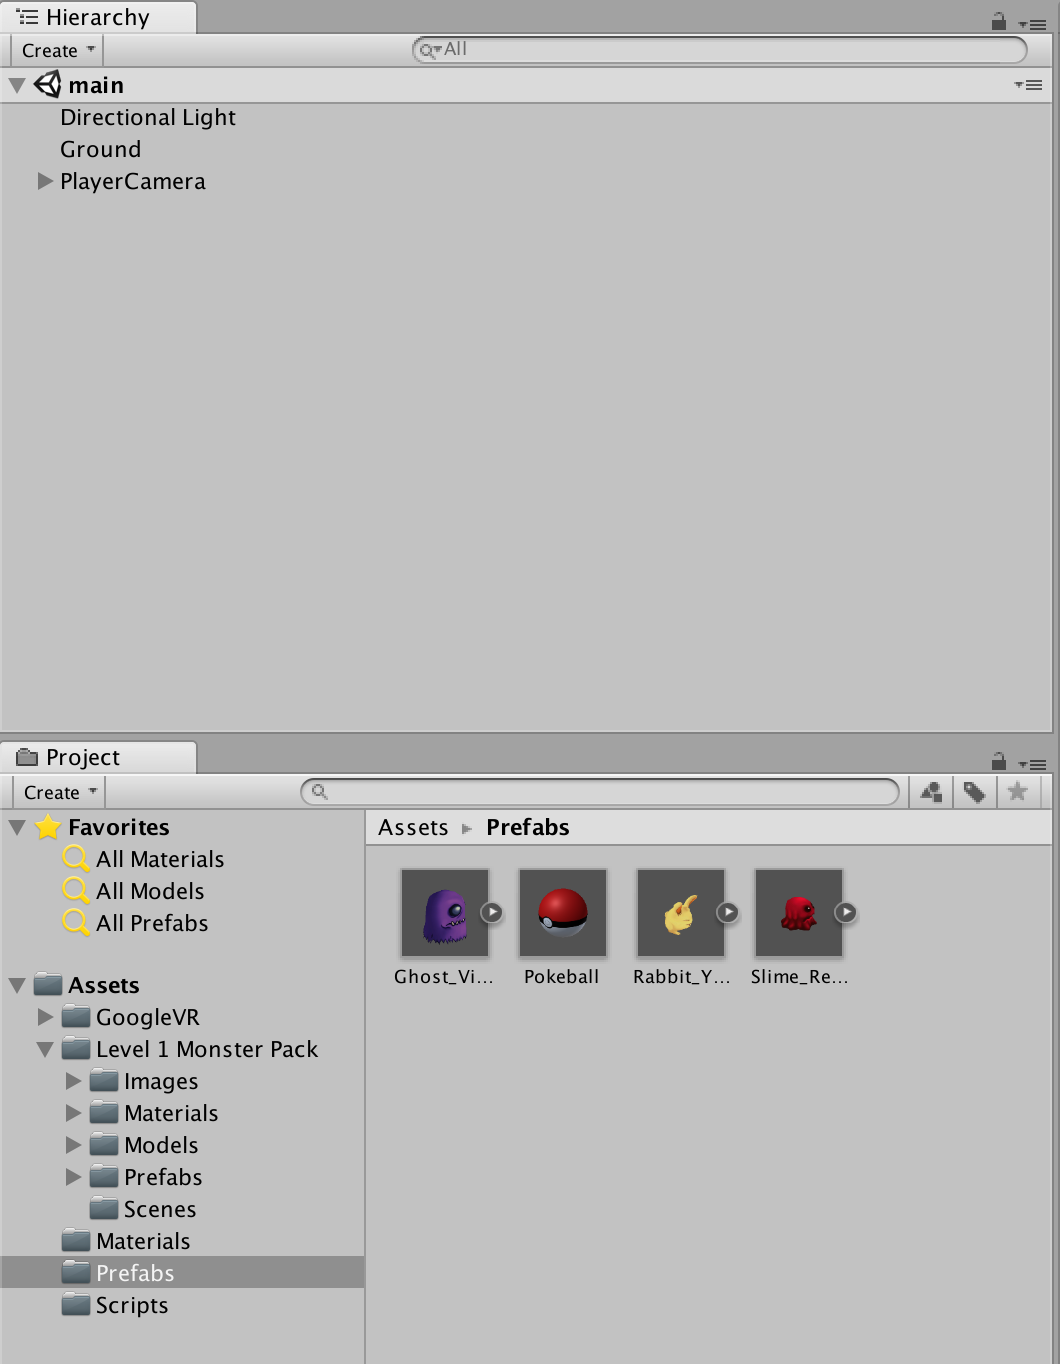 Hierarchy
Create
All
main
Directional Light
Ground
PlayerCamera
Project
Create
Favorites
All Materials
All Models
All Prefabs
Assets
GoogleVR
Level 1 Monster Pack
Images
Materials
Models
Prefabs
Scenes
Materials
Prefabs
Scripts
Assets Prefabs
Ghost_Vi... Pokeball Rabbit_Y... Slime_Re...